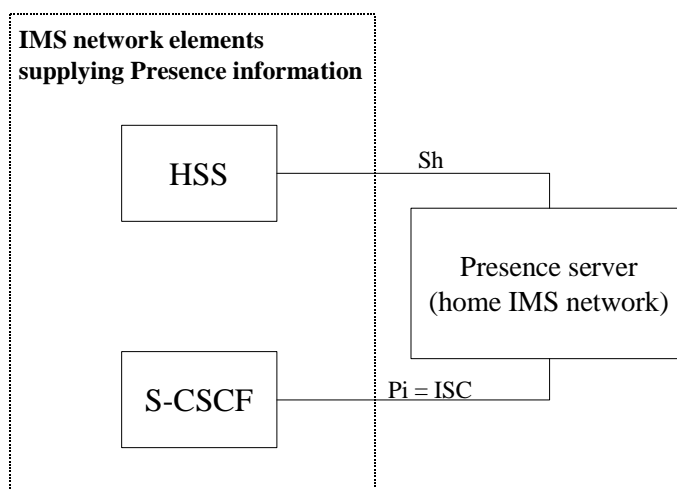 IMS network elements
supplying Presence information
HSS
Sh
Presence server
(home IMS network)
S-CSCF
Pi = ISC